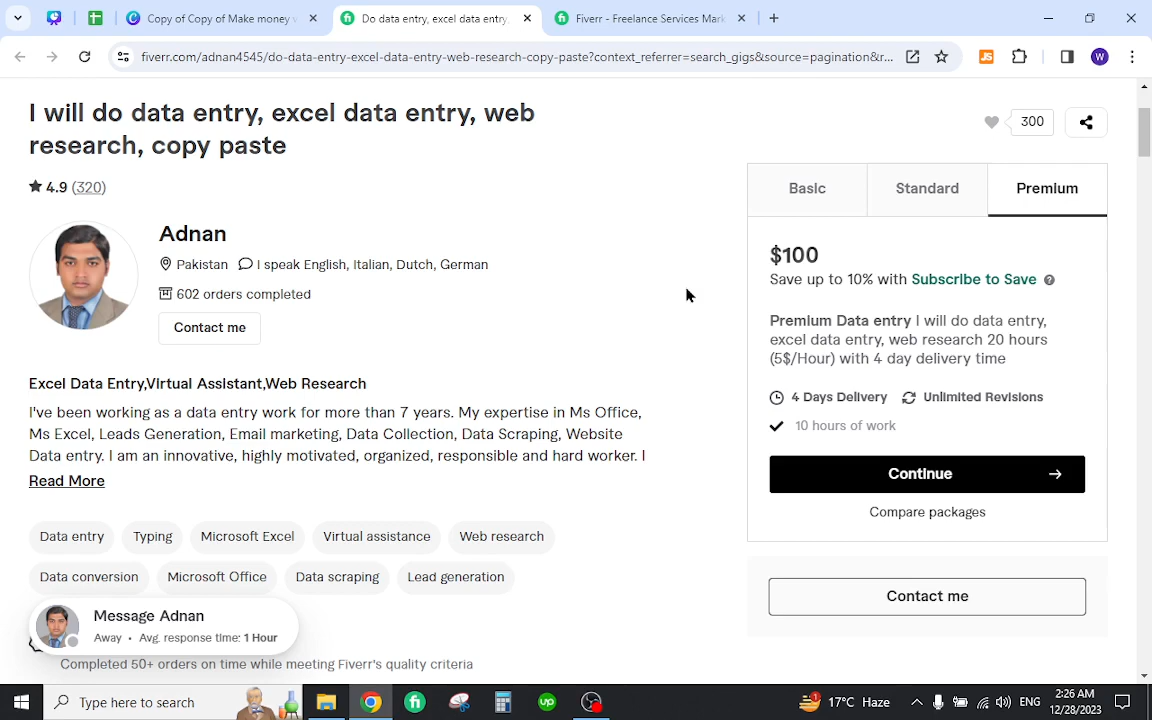 Copy of Copy of Make money
Do data entry, excel data entry
Fiverr - Freelance Services Mark
fiverr.com/adnan4545/do-data-entry-excel-data-entry-web-research-copy-paste?context_referrer=search_gigs&source=pagination&r...
JS
W
I will do data entry, excel data entry, web
research, copy paste
300
4.9 (320)
Basic
Standard
Premium
Adnan
Pakistan
I speak English, Italian, Dutch, German
602 orders completed
Contact me
$100
Save up to 10% with Subscribe to Save
Premium Data entry I will do data entry,
excel data entry, web research 20 hours
(5$/Hour) with 4 day delivery time
4 Days Delivery
Unlimited Revisions
10 hours of work
Continue
Compare packages
Contact me
Excel Data Entry,Virtual Assistant,Web Research
I've been working as a data entry work for more than 7 years. My expertise in Ms Office,
Ms Excel, Leads Generation, Email marketing, Data Collection, Data Scraping, Website
Data entry. I am an innovative, highly motivated, organized, responsible and hard worker. I
Read More
Data entry
Typing
Microsoft Excel
Virtual assistance
Web research
Data conversion
Microsoft Office
Data scraping
Lead generation
Message Adnan
Away • Avg. response time: 1 Hour
Completed 50+ orders on time while meeting Fiverr's quality criteria
Type here to search
fi
up
1
17°C Haze
ENG
2:26 AM
12/28/2023